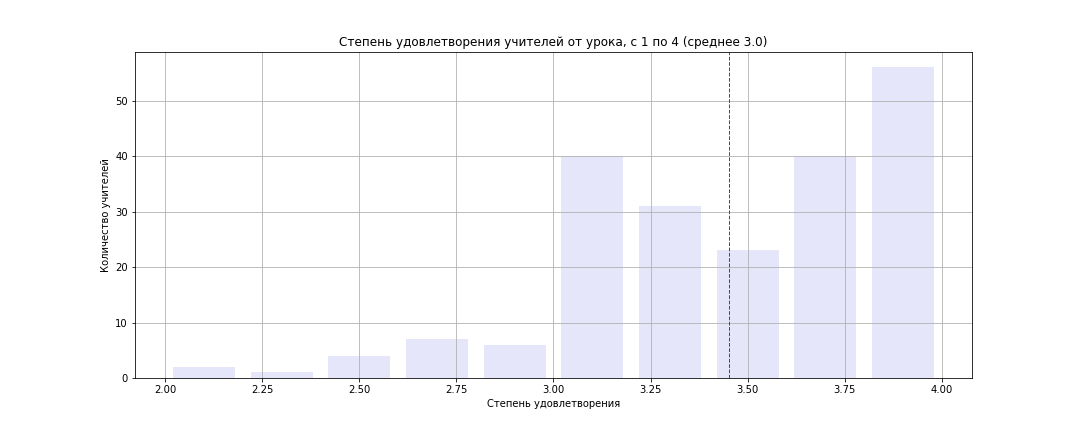 Степень удовлетворения учителей от урока, с 1 по 4 (среднее 3.0)
Количество учителей
50
40
30
20
10
0
2.00 2.25 2.50 2.75 3.00 3.25 3.50 3.75 4.00
Степень удовлетворения